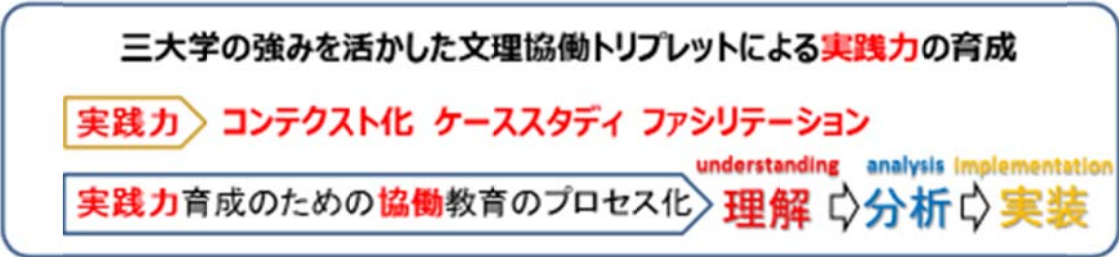 三大学の強みを活かした文理協働トリプレットによる実践力の育成
実践力 コンテクスト化 ケーススタディ ファシリテーション
understanding analysis implementation
実践力育成のための協働教育のプロセス化 理解 分析 実装